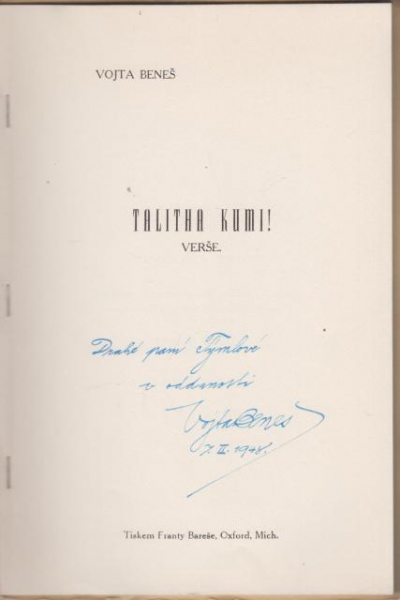 VOJTA BENEŠ
TALITHA KUMI!
VERŠE.
Drahé paní Týmlové
v oddanosti
Vojta Beneš
7. II. 1948.
Tiskem Franty Bareše, Oxford, Mich.